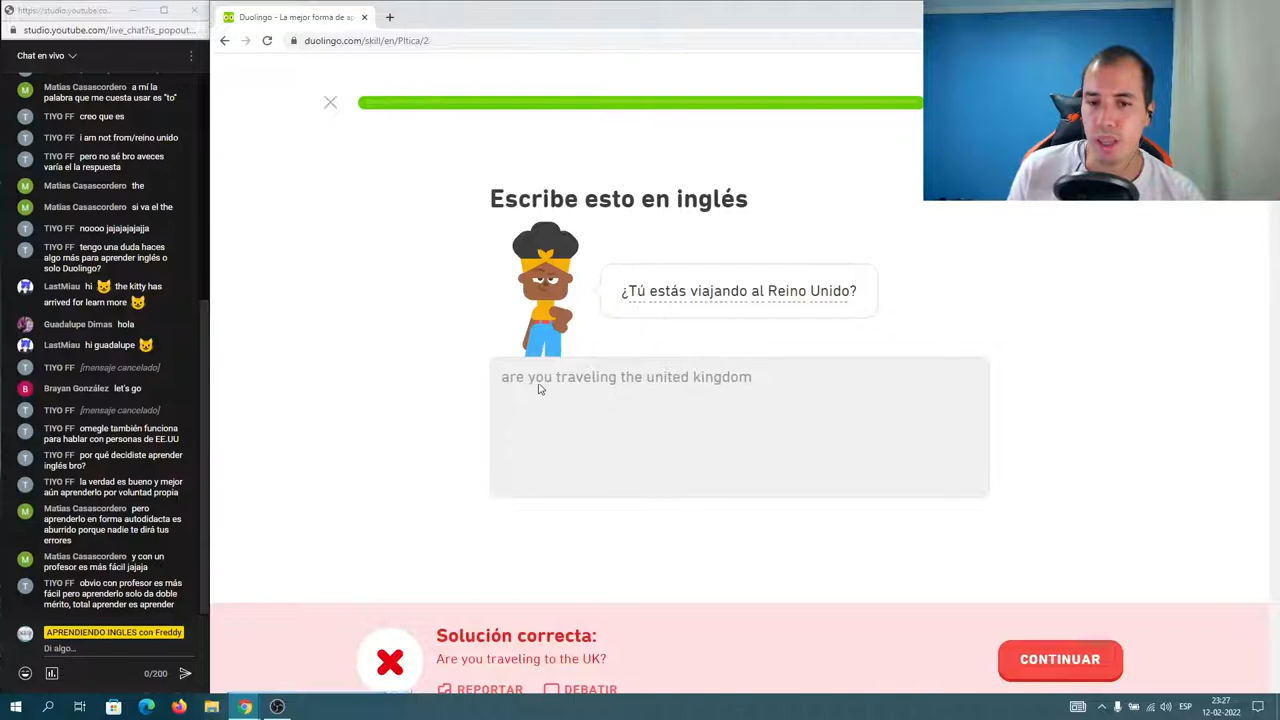 https://studio.youtube.co...
studio.youtube.com/live_chat?is_popout...
Chat en vivo
Matias Casascordero a mí la
palabra que me cuesta usar es "to"
TIYO FF creo que es
TIYO FF i am not from/reino unido
TIYO FF pero no sé bro aveces
varía el la respuesta
Matias Casascordero the
Matias Casascordero si va el the
TIYO FF noooo jajajajajajja
TIYO FF tengo una duda haces
algo más para aprender inglés o
solo Duolingo?
LastMiau hi the kitty has
arrived for learn more
Guadalupe Dimas hola
LastMiau hi guadalupe
TIYO FF [mensaje cancelado]
Brayan González let's go
TIYO FF [mensaje cancelado]
TIYO FF omegle también funciona
para hablar con personas de EE.UU
TIYO FF por qué decidiste aprender
inglés bro?
TIYO FF la verdad es bueno y mejor
aún aprenderlo por voluntad propia
Matias Casascordero pero
aprenderlo en forma autodidacta es
aburrido porque nadie te dirá tus
errores
Matias Casascordero y con un
profesor es más fácil jajaja
TIYO FF obvio con profesor es más
fácil pero aprenderlo solo da doble
mérito, total aprender es aprender
APRENDIENDO INGLES con Freddy
Di algo...
0/200
Duolingo - La mejor forma de ap
duolingo.com/skill/en/Pltica/2
Escribe esto en inglés
¿Tú estás viajando al Reino Unido?
are you traveling the united kingdom
Solución correcta:
Are you traveling to the UK?
REPORTAR
DEBATIR
CONTINUAR
ESP
23:27
12-02-2022